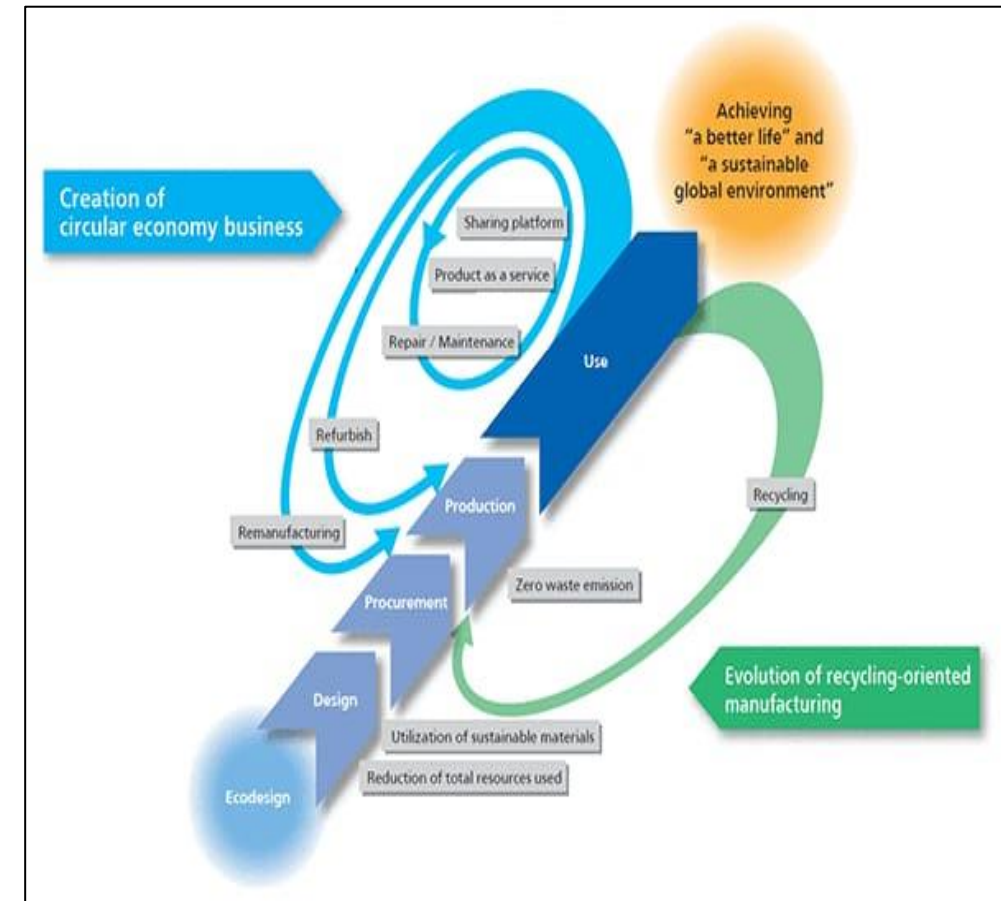 Achieving
“a better life” and
“a sustainable
global environment”
Creation of
circular economy business
Sharing platform
Product as a service
Repair / Maintenance
Use
Refurbish
Production
Recycling
Remanufacturing
Zero waste emission
Procurement
Evolution of recycling-oriented
manufacturing
Design
Utilization of sustainable materials
Reduction of total resources used
Ecodesign